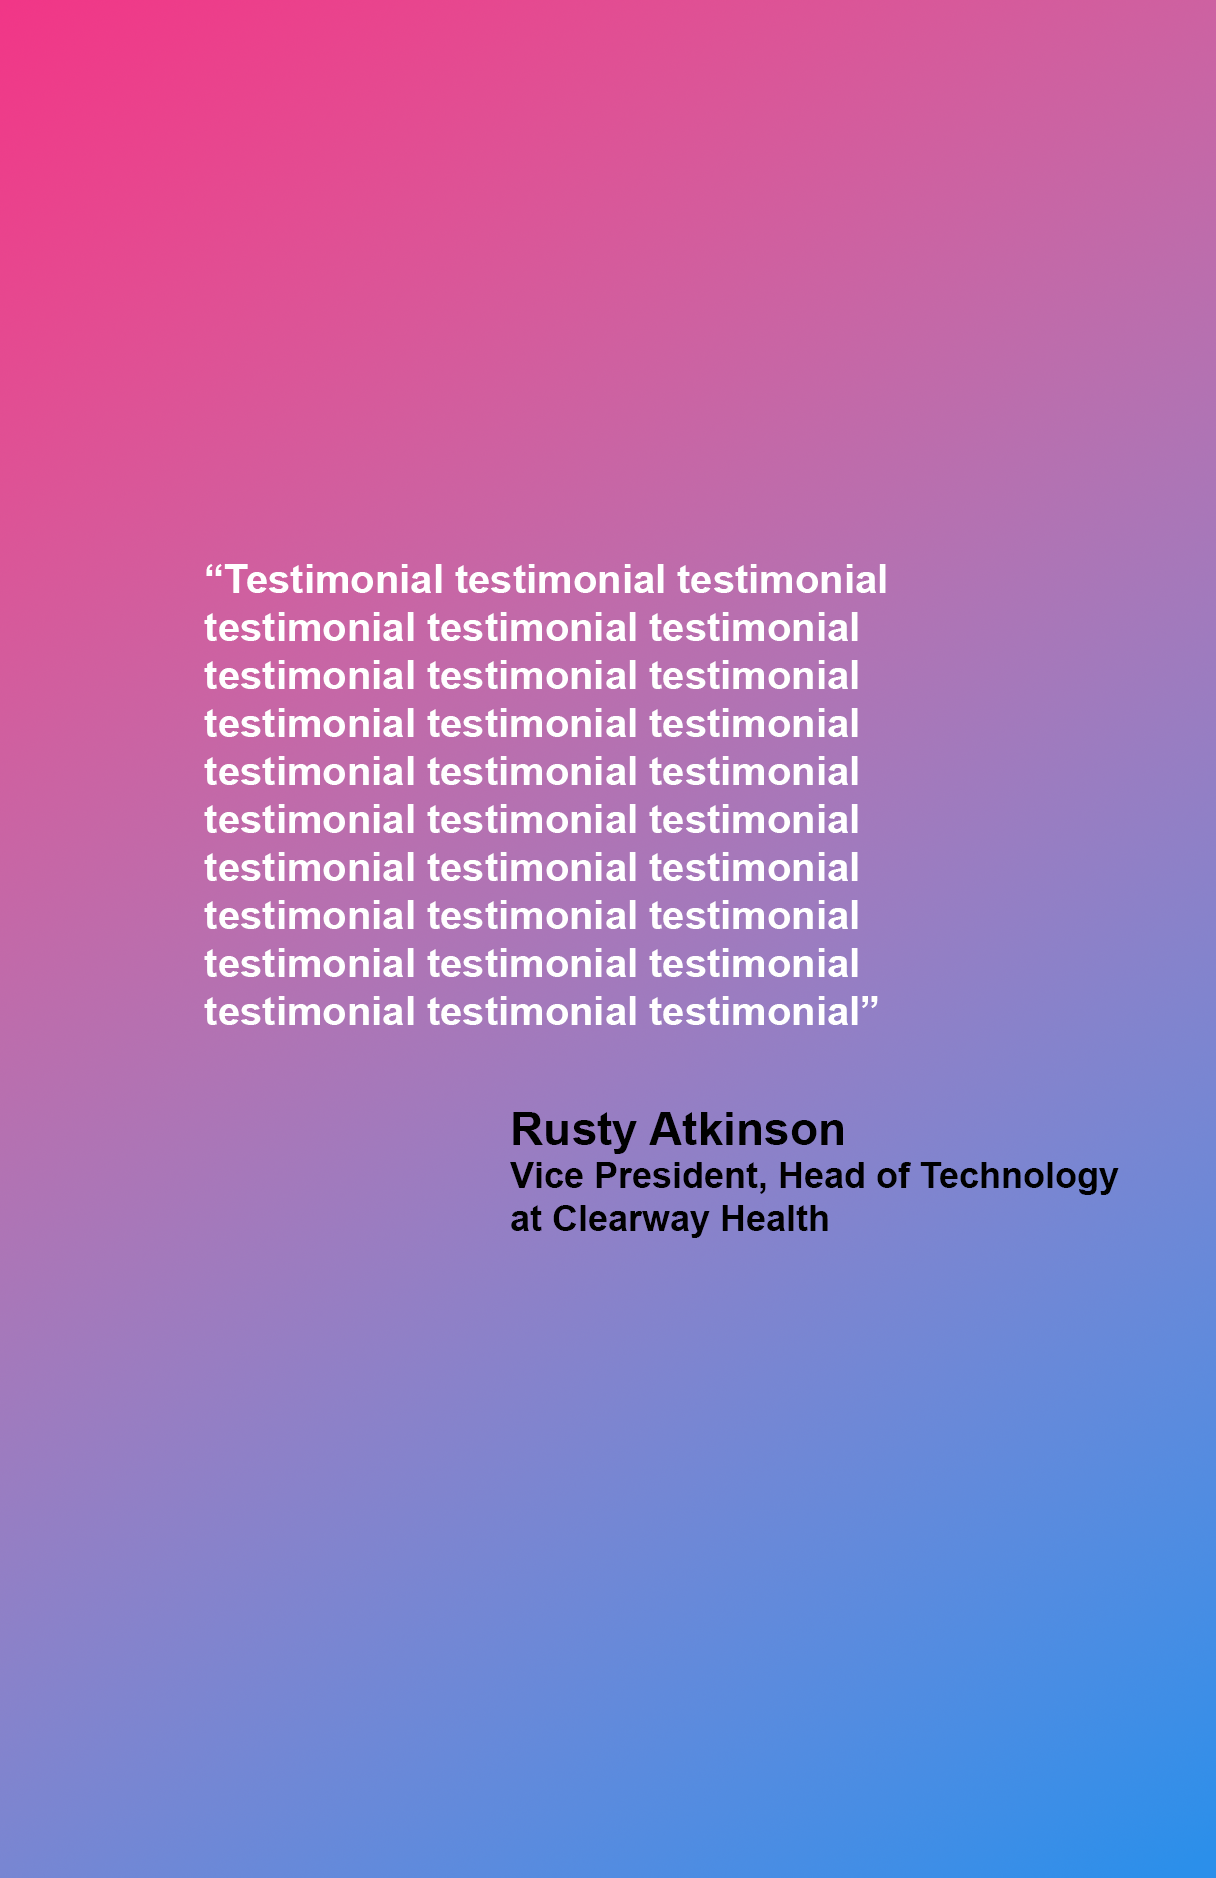 “Testimonial testimonial testimonial
testimonial testimonial testimonial
testimonial testimonial testimonial
testimonial testimonial testimonial
testimonial testimonial testimonial
testimonial testimonial testimonial
testimonial testimonial testimonial
testimonial testimonial testimonial
testimonial testimonial testimonial
testimonial testimonial testimonial”
Rusty Atkinson
Vice President, Head of Technology
at Clearway Health